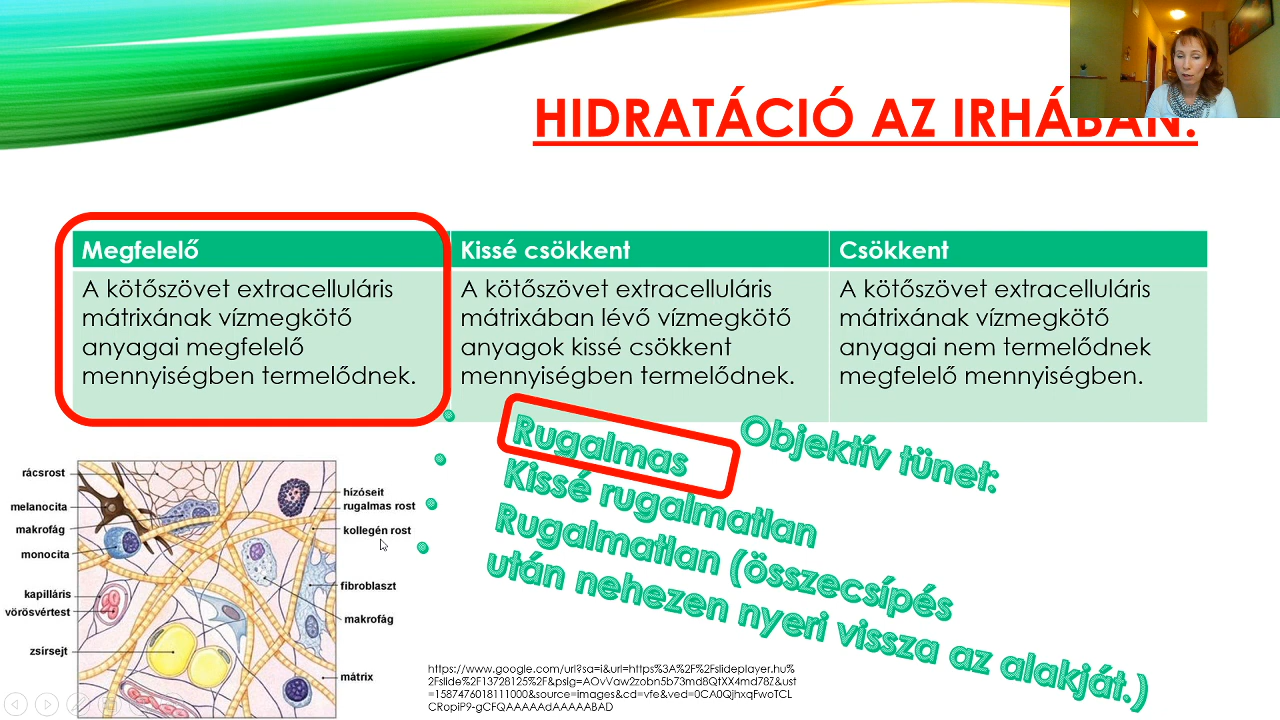 HIDRATÁCIÓ AZ IRHÁBAN:
Megfelelő
A kötőszövet extracelluláris
mátrixának vízmegkötő
anyagai megfelelő
mennyiségben termelődnek.
Kissé csökkent
A kötőszövet extracelluláris
mátrixában lévő vízmegkötő
anyagok kissé csökkent
mennyiségben termelődnek.
Csökkent
A kötőszövet extracelluláris
mátrixának vízmegkötő
anyagai nem termelődnek
megfelelő mennyiségben.
Objektív tünet:
Rugalmas
Kissé rugalmatlan
Rugalmatlan (összecsípés
után nehezen nyeri vissza az alakját.)
rácsrost
melanocita
makrofág
monocita
kapilláris
vörösvértest
zsírsejt
hízóseit
rugalmas rost
kollegén rost
fibroblaszt
makrofág
mátrix
https://www.google.com/url?sa=i&url=https%3A%2F%2Fslideplayer.hu%
2Fslide%2F13728125%2F&psig=AOvVaw2zobn5b73md8QfXX4md78Z&ust
=1587476018111000&source=images&cd=vfe&ved=0CA0QjhxqFwoTCL
CRopiP9-gCFQAAAAAdAAAAABAD